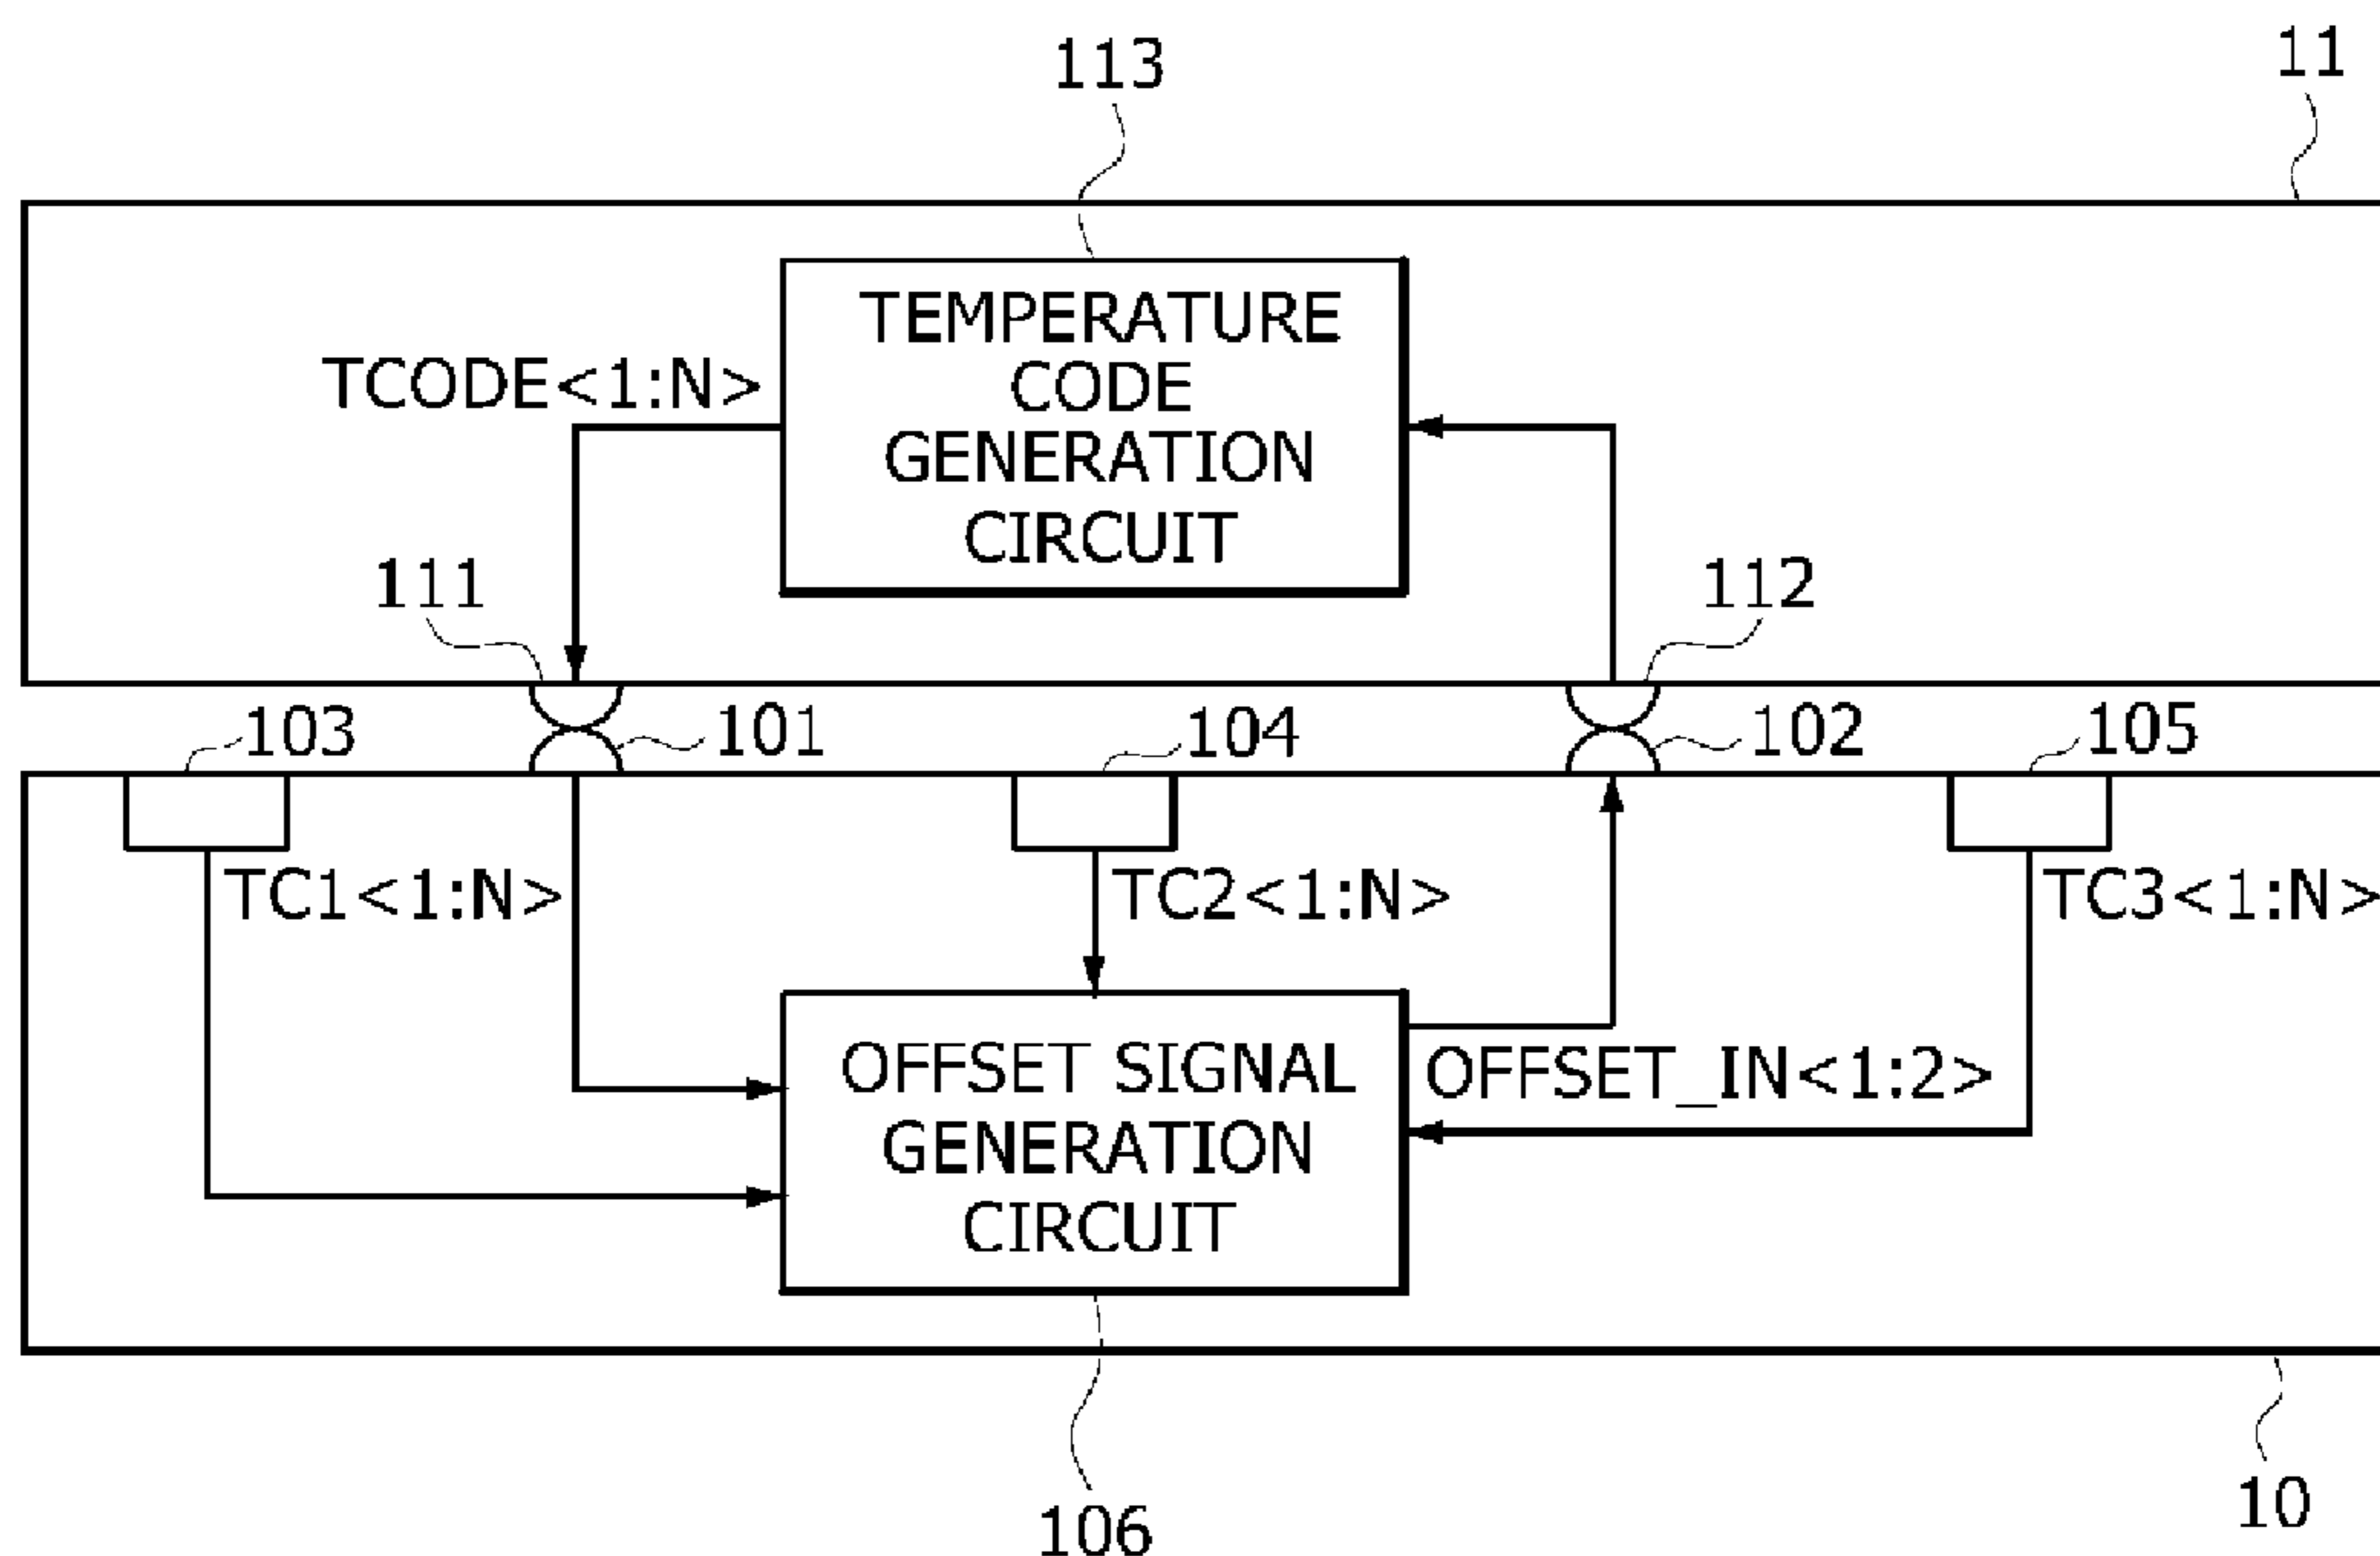 113
11
TEMPERATURE
CODE
GENERATION
CIRCUIT
TCODE<1:N>
111
112
103
101
104
102
105
TC1<1:N>
TC2<1:N>
TC3<1:N>
OFFSET SIGNAL
GENERATION
CIRCUIT
OFFSET_IN<1:2>
10
106